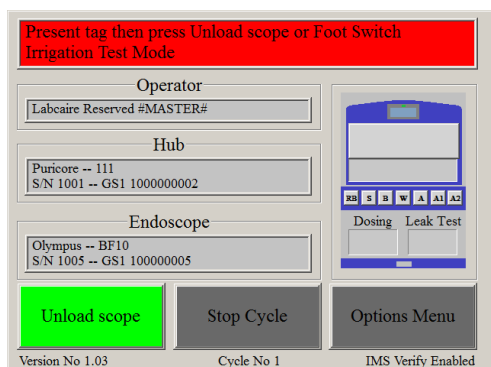 Present tag then press Unload scope or Foot Switch
Irrigation Test Mode
Operator
Labcaire Reserved #MASTER#
Hub
Puricore -- 111
S/N 1001 -- GS1 1000000002
Endoscope
Olympus -- BF10
S/N 1005 -- GS1 100000005
RB S B W A A1 A2
Dosing Leak Test
Unload scope
Stop Cycle
Options Menu
Version No 1.03
Cycle No 1
IMS Verify Enabled